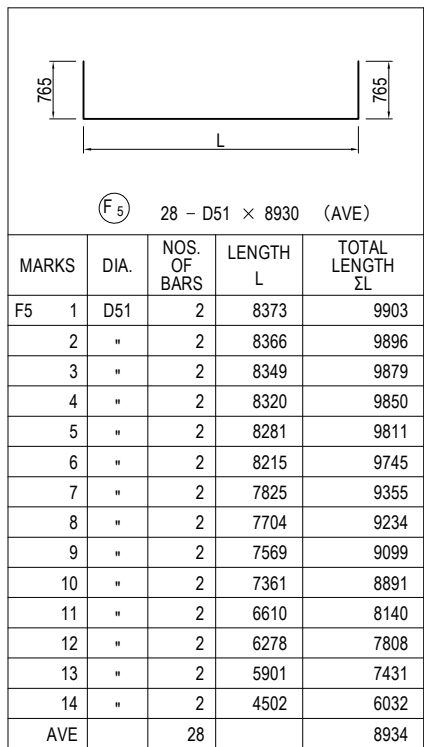 765
765
L
F5 28 – D51 × 8930 (AVE)
MARKS DIA. NOS. OF BARS LENGTH L TOTAL LENGTH ΣL
F5 1 D51 2 8373 9903
2 " 2 8366 9896
3 " 2 8349 9879
4 " 2 8320 9850
5 " 2 8281 9811
6 " 2 8215 9745
7 " 2 7825 9355
8 " 2 7704 9234
9 " 2 7569 9099
10 " 2 7361 8891
11 " 2 6610 8140
12 " 2 6278 7808
13 " 2 5901 7431
14 " 2 4502 6032
AVE 28 8934